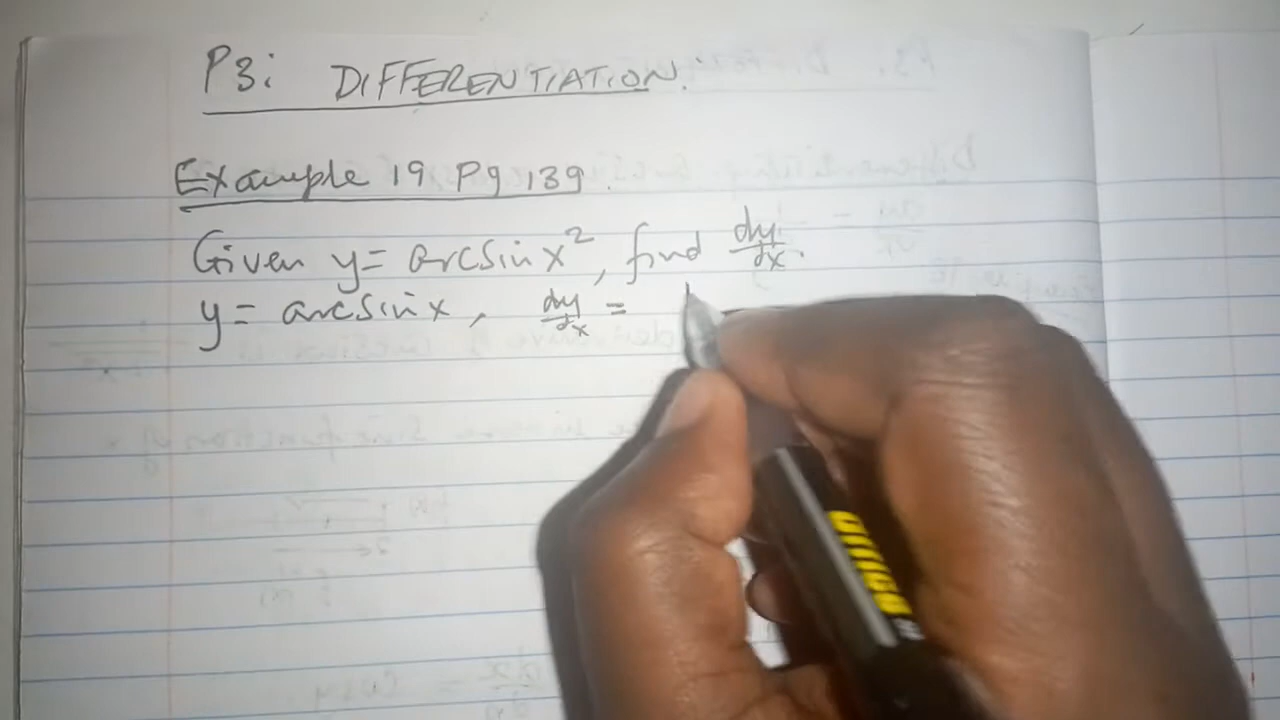 P3: DIFFERENTIATION.
Example 19 Pg 139.
Given y = arcsin x², find dy/dx.
y = arcsin x, dy/dx =